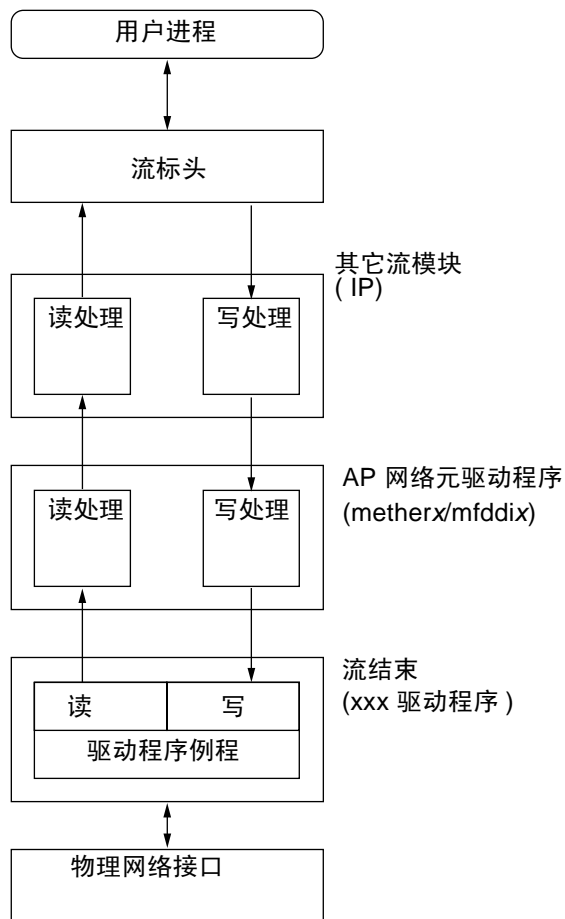 用户进程
流标头
其它流模块
( IP)
读处理 写处理
AP 网络元驱动程序
(metherx/mfddix)
读处理 写处理
流结束
(xxx 驱动程序 )
读 写
驱动程序例程
物理网络接口